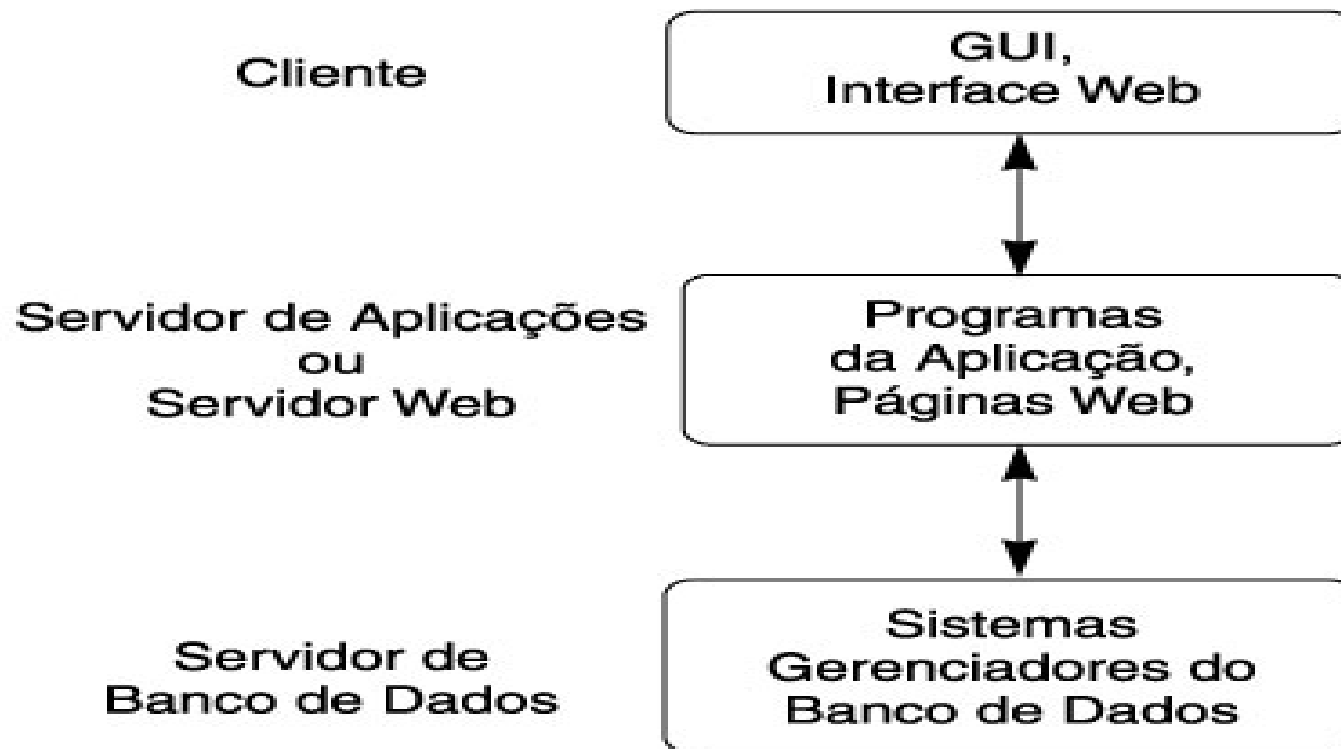 Cliente
GUI,
Interface Web
Servidor de Aplicações
ou
Servidor Web
Programas
da Aplicação,
Páginas Web
Servidor de
Banco de Dados
Sistemas
Gerenciadores do
Banco de Dados